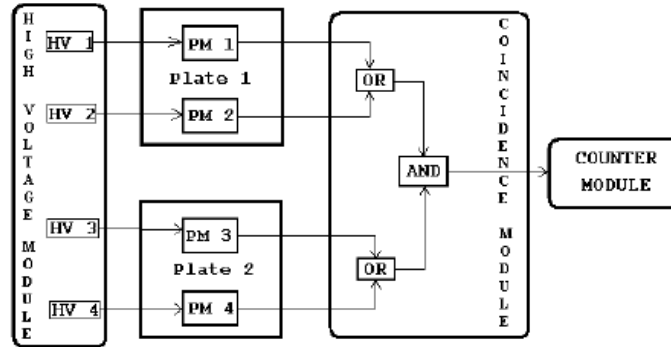 HIGH VOLTAGE MODULE
HV 1
HV 2
HV 3
HV 4
PM 1
Plate 1
PM 2
PM 3
Plate 2
PM 4
OR
OR
AND
COINCIDENCE MODULE
COUNTER
MODULE